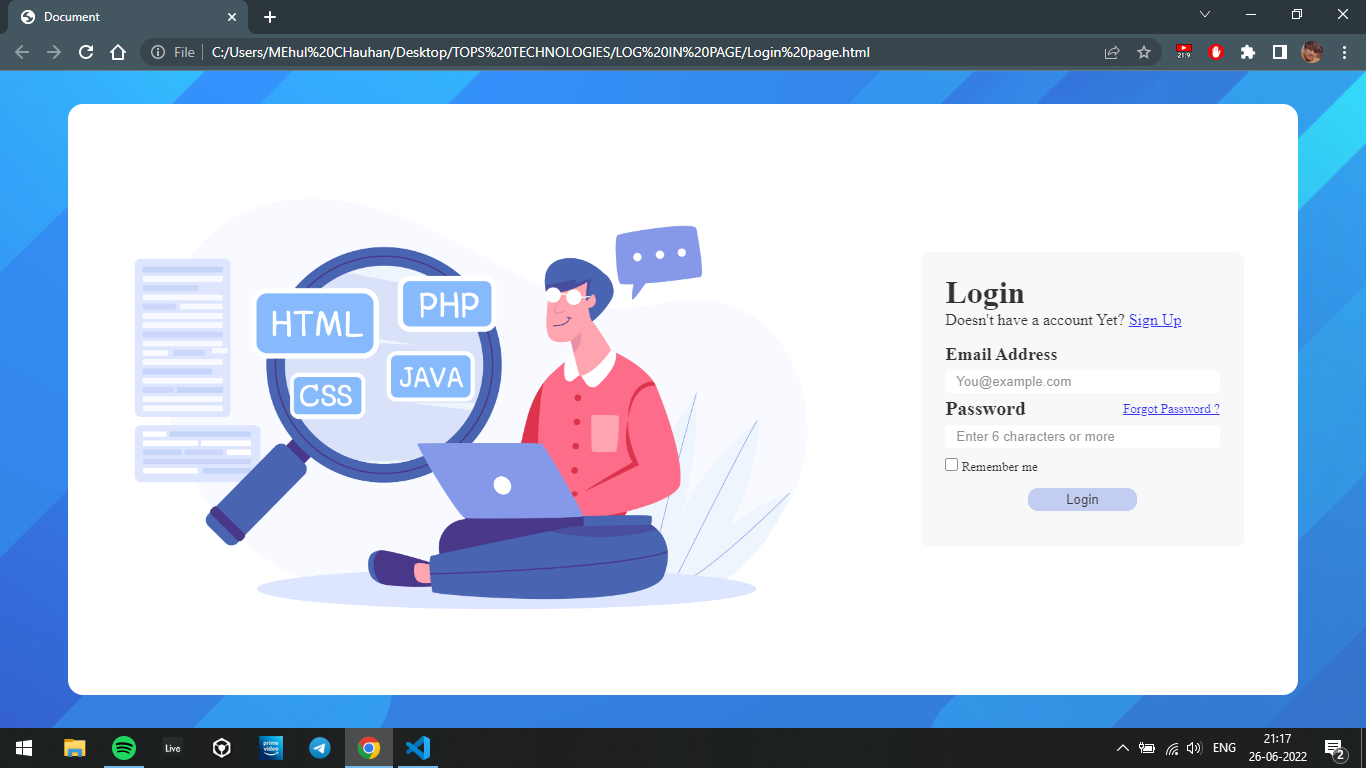 Document
File
C:/Users/MEhul%20CHauhan/Desktop/TOPS%20TECHNOLOGIES/LOG%20IN%20PAGE/Login%20page.html
21:9
HTML
PHP
CSS
JAVA
Login
Doesn't have a account Yet? Sign Up
Email Address
You@example.com
Password Forgot Password ?
Enter 6 characters or more
Remember me
Login
Live
prime video
ENG
21:17
26-06-2022
2